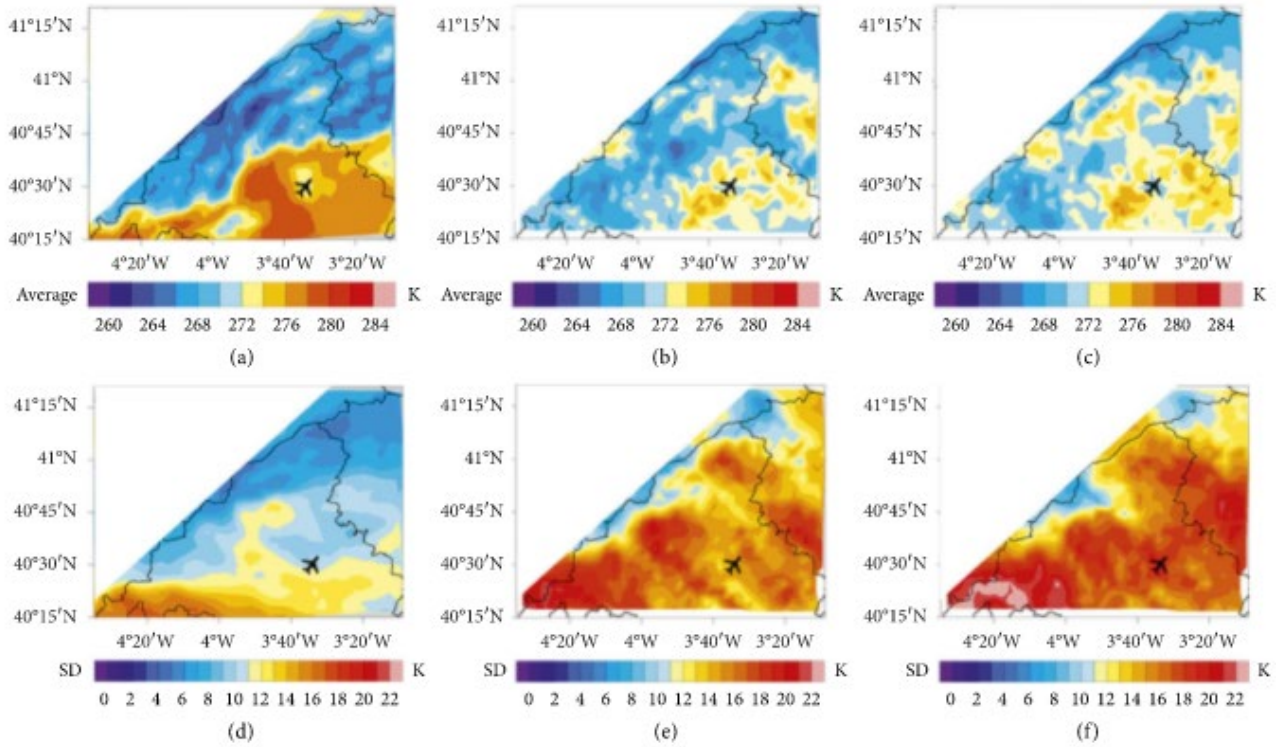 41°15′N 41°15′N 41°15′N
41°N 41°N 41°N
40°45′N 40°45′N 40°45′N
40°30′N 40°30′N 40°30′N
40°15′N 40°15′N 40°15′N
4°20′W 4°W 3°40′W 3°20′W 4°20′W 4°W 3°40′W 3°20′W 4°20′W 4°W 3°40′W 3°20′W
Average K Average K Average K
260 264 268 272 276 280 284 260 264 268 272 276 280 284 260 264 268 272 276 280 284
(a) (b) (c)
41°15′N 41°15′N 41°15′N
41°N 41°N 41°N
40°45′N 40°45′N 40°45′N
40°30′N 40°30′N 40°30′N
40°15′N 40°15′N 40°15′N
4°20′W 4°W 3°40′W 3°20′W 4°20′W 4°W 3°40′W 3°20′W 4°20′W 4°W 3°40′W 3°20′W
SD K SD K SD K
0 2 4 6 8 10 12 14 16 18 20 22 0 2 4 6 8 10 12 14 16 18 20 22 0 2 4 6 8 10 12 14 16 18 20 22
(d) (e) (f)